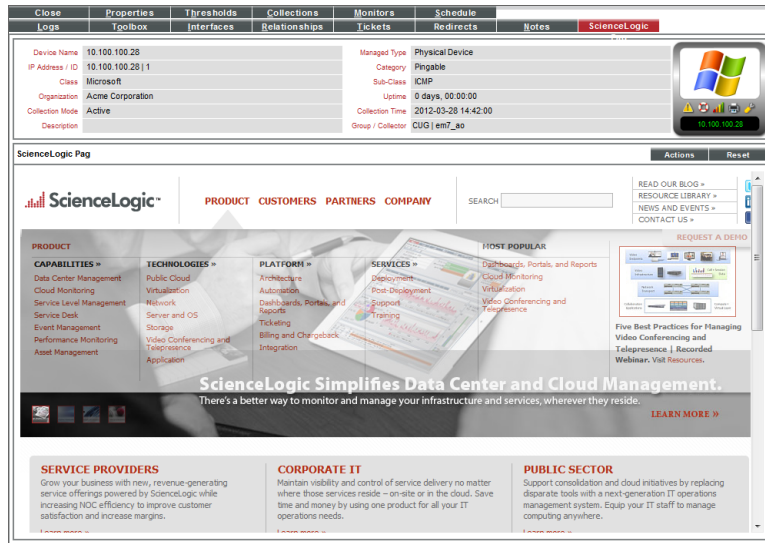 Close Properties Thresholds Collections Monitors Schedule
Logs Toolbox Interfaces Relationships Tickets Redirects Notes ScienceLogic
Device Name 10.100.100.28 Managed Type Physical Device
IP Address / ID 10.100.100.28 | 1 Category Pingable
Class Microsoft Sub-Class ICMP
Organization Acme Corporation Uptime 0 days, 00:00:00
Collection Mode Active Collection Time 2012-03-28 14:42:00
Description Group / Collector CUG | em7_ao
10.100.100.28
ScienceLogic Pag Actions Reset
ScienceLogic™
PRODUCT CUSTOMERS PARTNERS COMPANY SEARCH
READ OUR BLOG »
RESOURCE LIBRARY »
NEWS AND EVENTS »
CONTACT US »
REQUEST A DEMO
PRODUCT
CAPABILITIES »
Data Center Management
Cloud Monitoring
Service Level Management
Service Desk
Event Management
Performance Monitoring
Asset Management
TECHNOLOGIES »
Public Cloud
Virtualization
Network
Server and OS
Storage
Video Conferencing and
Telepresence
Application
PLATFORM »
Architecture
Automation
Dashboards, Portals, and
Reports
Ticketing
Billing and Chargeback
Integration
SERVICES »
Deployment
Post-Deployment
Support
Training
MOST POPULAR
Dashboards, Portals, and Reports
Cloud Monitoring
Virtualization
Video Conferencing and
Telepresence
Five Best Practices for Managing
Video Conferencing and
Telepresence | Recorded
Webinar. Visit Resources.
ScienceLogic Simplifies Data Center and Cloud Management.
There's a better way to monitor and manage your infrastructure and services, wherever they reside.
LEARN MORE »
SERVICE PROVIDERS
Grow your business with new, revenue-generating
service offerings powered by ScienceLogic while
increasing NOC efficiency to improve customer
satisfaction and increase margins.
Learn more »
CORPORATE IT
Maintain visibility and control of service delivery no matter
where those services reside – on-site or in the cloud. Save
time and money by using one product for all your IT
operations needs.
Learn more »
PUBLIC SECTOR
Support consolidation and cloud initiatives by replacing
disparate tools with a next-generation IT operations
management system. Equip your IT staff to manage
computing anywhere.
Learn more »